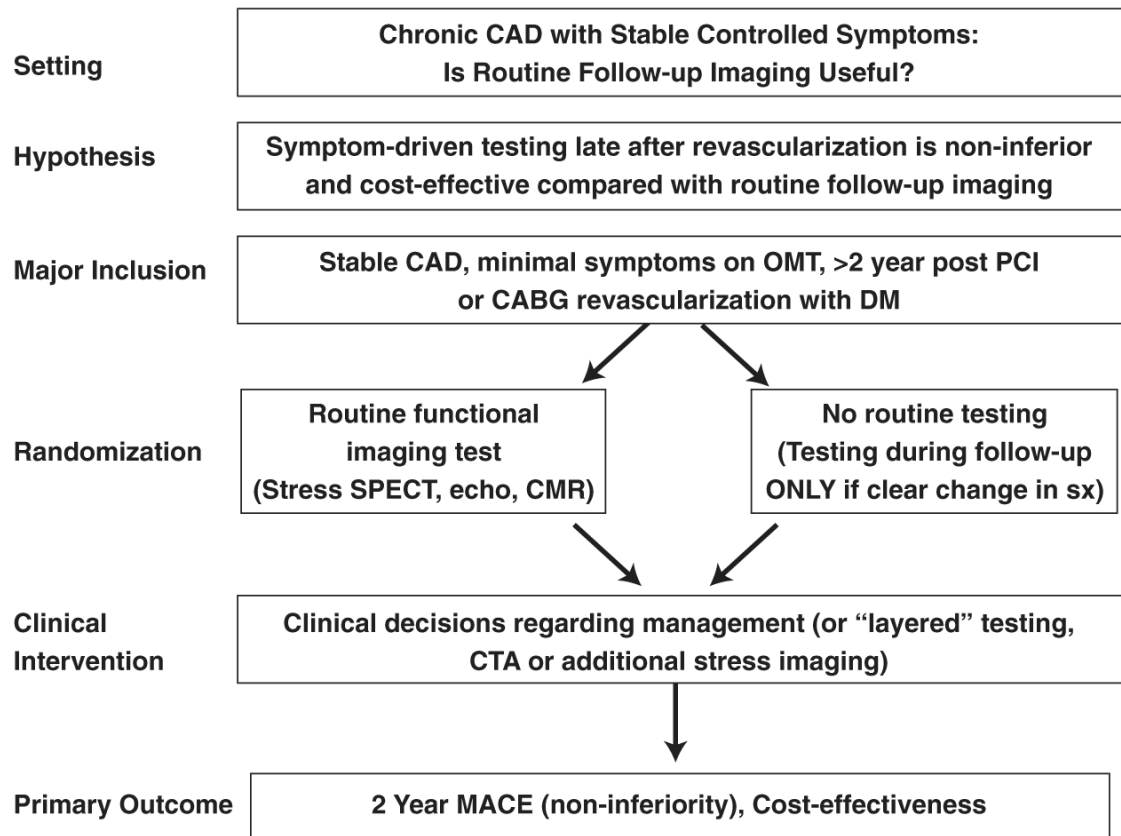 Setting
Chronic CAD with Stable Controlled Symptoms:
Is Routine Follow-up Imaging Useful?
Hypothesis
Symptom-driven testing late after revascularization is non-inferior
and cost-effective compared with routine follow-up imaging
Major Inclusion
Stable CAD, minimal symptoms on OMT, >2 year post PCI
or CABG revascularization with DM
Randomization
Routine functional
imaging test
(Stress SPECT, echo, CMR)
No routine testing
(Testing during follow-up
ONLY if clear change in sx)
Clinical
Intervention
Clinical decisions regarding management (or “layered” testing,
CTA or additional stress imaging)
Primary Outcome
2 Year MACE (non-inferiority), Cost-effectiveness